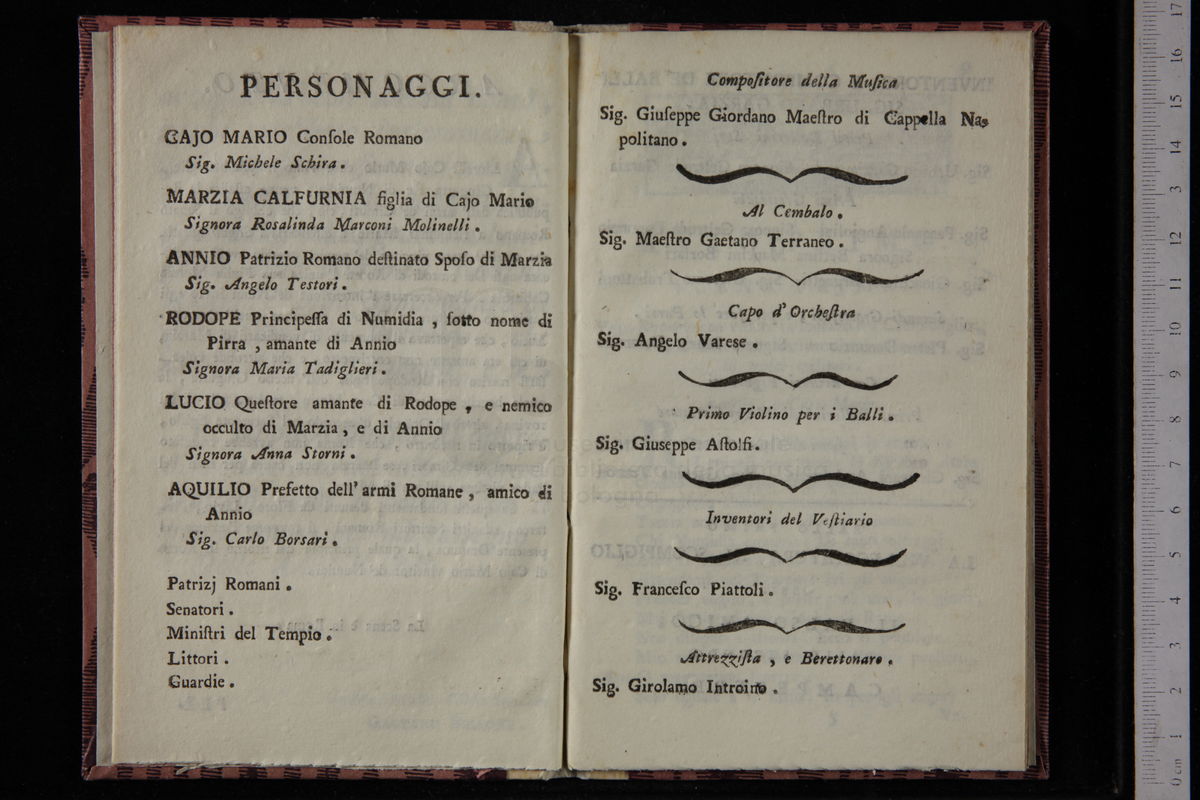 PERSONAGGI.
CAJO MARIO Conſole Romano
Sig. Michele Schira.
MARZIA CALFURNIA figlia di Cajo Mario
Signora Rosalinda Marconi Molinelli.
ANNIO Patrizio Romano deſtinato Spoſo di Marzia
Sig. Angelo Testori.
RODOPE Principeſſa di Numidia, ſotto nome di
Pirra, amante di Annio
Signora Maria Tadiglieri.
LUCIO Queſtore amante di Rodope, e nemico
occulto di Marzia, e di Annio
Signora Anna Storni.
AQUILIO Prefetto dell'armi Romane, amico di
Annio
Sig. Carlo Borsari.
Patrizj Romani.
Senatori.
Miniſtri del Tempio.
Littori.
Guardie.
Compoſitore della Muſica
Sig. Giuſeppe Giordano Maeſtro di Cappella Na-
politano.
Al Cembalo.
Sig. Maeſtro Gaetano Terraneo.
Capo d'Orcheſtra
Sig. Angelo Varese.
Primo Violino per i Balli.
Sig. Giuseppe Aſtolfi.
Inventori del Veſtiario
Sig. Franceſco Piattoli.
Attrezziſta, e Berettonaro.
Sig. Girolamo Introino.